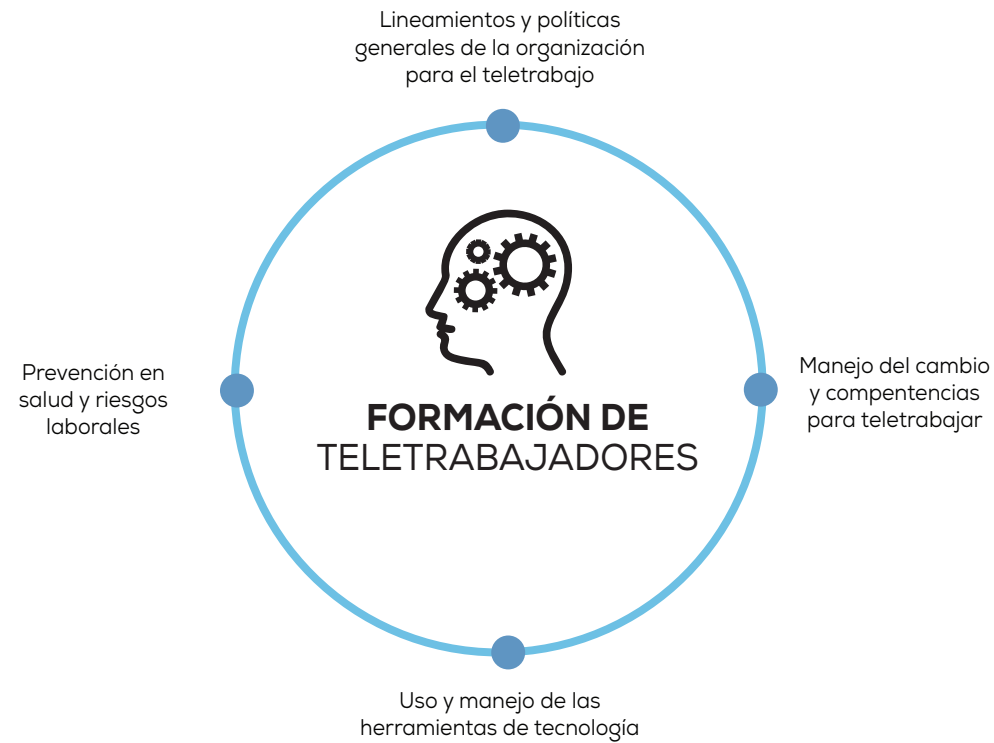 Lineamientos y políticas
generales de la organización
para el teletrabajo
Prevención en
salud y riesgos
laborales
FORMACIÓN DE
TELETRABAJADORES
Manejo del cambio
y compentencias
para teletrabajar
Uso y manejo de las
herramientas de tecnología